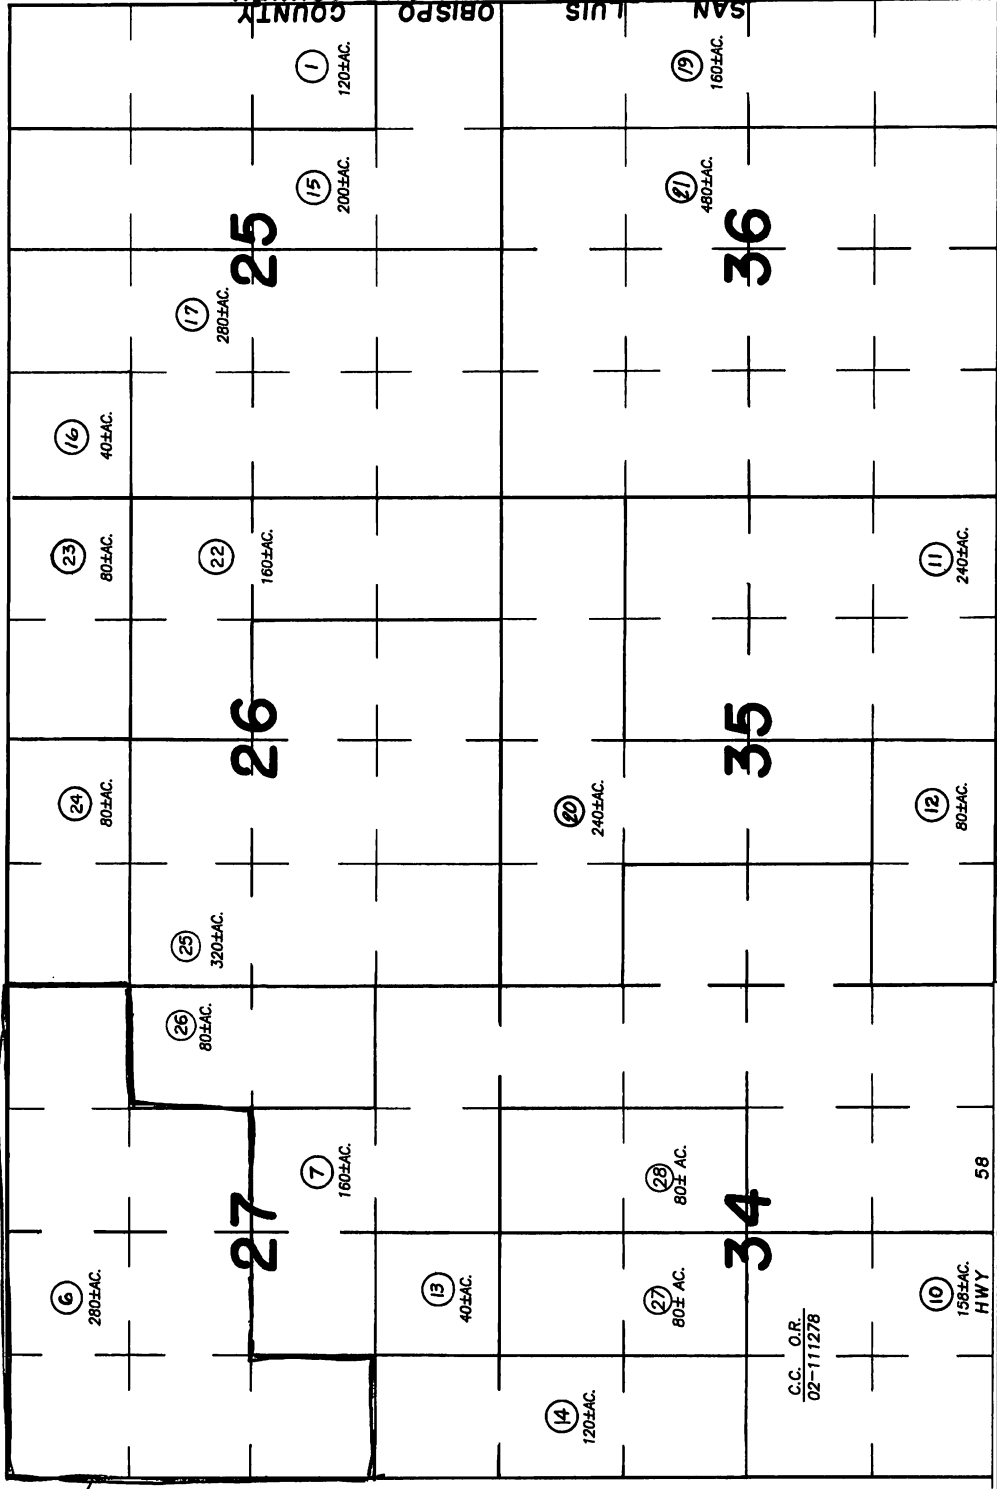 SAN LUIS OBISPO COUNTY
1
120±AC.
19
160±AC.
15
200±AC.
21
480±AC.
25
36
17
280±AC.
16
40±AC.
23
80±AC.
22
160±AC.
11
240±AC.
26
35
24
80±AC.
20
240±AC.
12
80±AC.
25
320±AC.
26
80±AC.
7
160±AC.
28
80± AC.
58
27
34
6
280±AC.
13
40±AC.
27
80± AC.
10
158±AC.
HWY
C.C. O.R.
02-111278
14
120±AC.